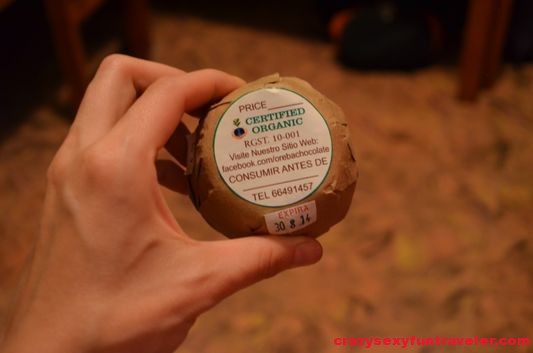 PRICE
CERTIFIED
ORGANIC
RGST. 10-001
Visite Nuestro Sitio Web:
facebook.com/orebachocolate
CONSUMIR ANTES DE
TEL 66491457
EXPIRA
30 8 14
crazysexyfuntraveler.com